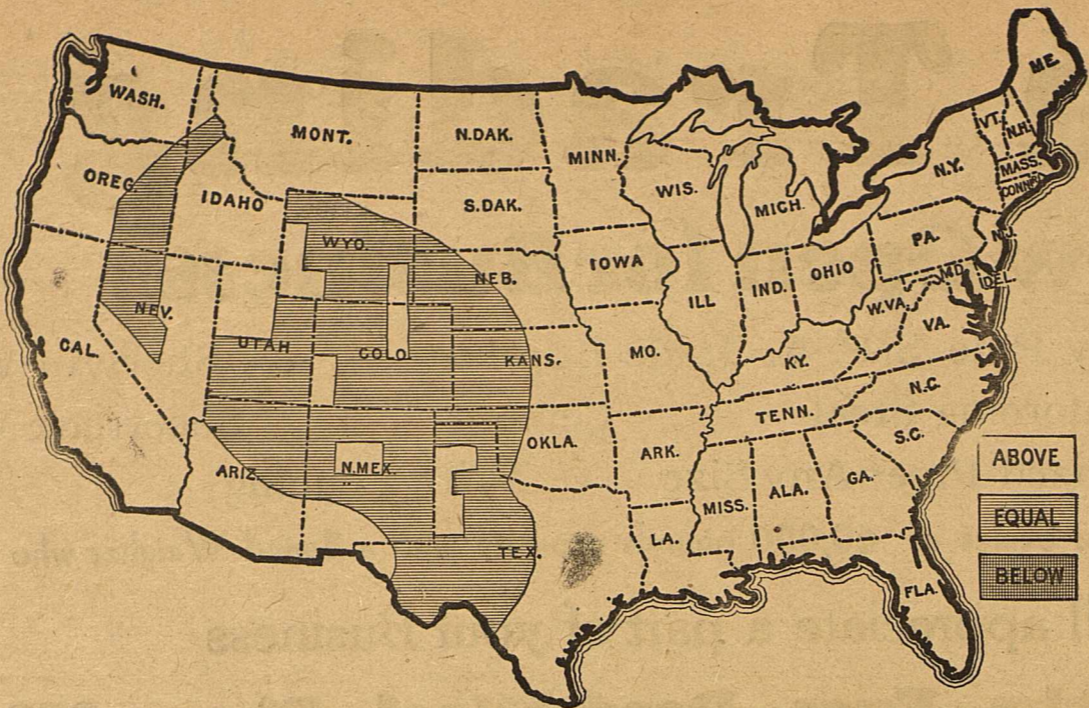 WASH.
MONT.
N.DAK.
MINN.
ME.
VT.
N.H.
OREG
IDAHO
S.DAK.
WIS.
MICH.
N.Y.
MASS.
CONN.
WYO.
NEB.
IOWA
PA.
N.J.
NEV.
ILL
IND.
OHIO
MD.
DEL.
W.VA.
VA.
CAL.
UTAH
COLO.
KANS.
MO.
KY.
N.C.
ARIZ.
N.MEX.
OKLA.
ARK.
TENN.
S.C.
MISS.
ALA.
GA.
TEX.
LA.
FLA.
ABOVE
EQUAL
BELOW